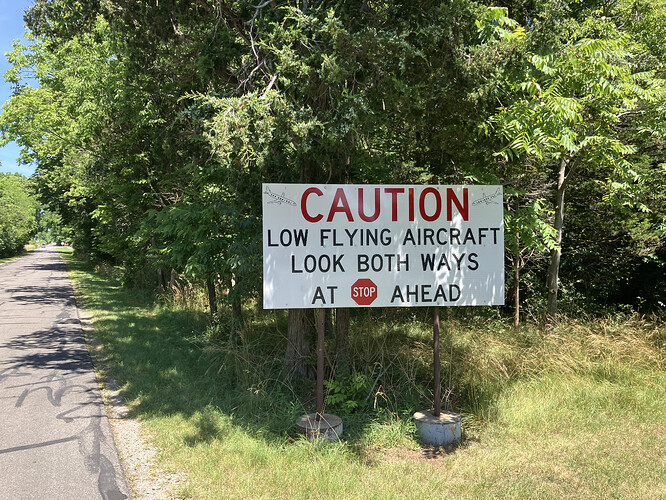 CAUTION
LOW FLYING AIRCRAFT
LOOK BOTH WAYS
AT STOP AHEAD